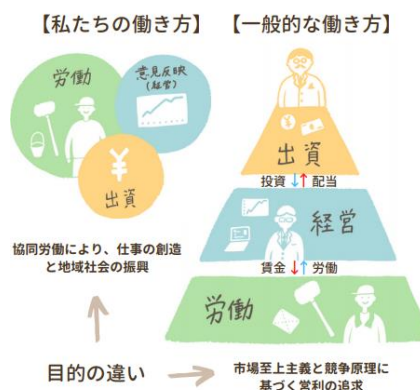 【私たちの働き方】
労働
意見反映
(経営)
¥
出資
協同労働により、仕事の創造
と地域社会の振興
【一般的な働き方】
¥
出資
投資 ↓↑ 配当
経営
賃金 ↓↑ 労働
労働
目的の違い
市場至上主義と競争原理に
基づく営利の追求